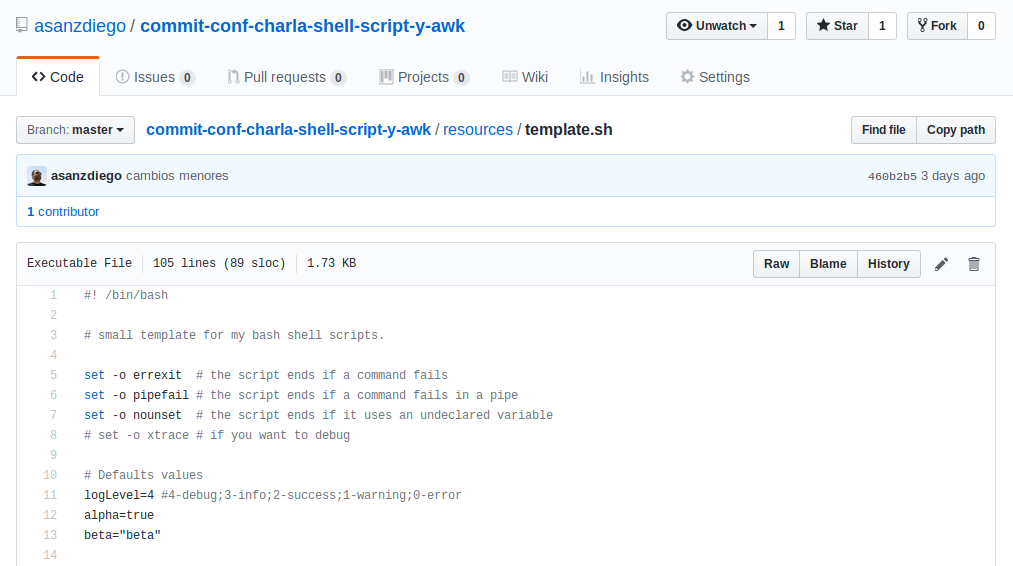 asanzdiego / commit-conf-charla-shell-script-y-awk
Unwatch 1 Star 1 Fork 0
Code Issues 0 Pull requests 0 Projects 0 Wiki Insights Settings
Branch: master commit-conf-charla-shell-script-y-awk / resources / template.sh Find file Copy path
asanzdiego cambios menores 460b2b5 3 days ago
1 contributor
Executable File 105 lines (89 sloc) 1.73 KB Raw Blame History
1 #! /bin/bash
2
3 # small template for my bash shell scripts.
4
5 set -o errexit  # the script ends if a command fails
6 set -o pipefail # the script ends if a command fails in a pipe
7 set -o nounset  # the script ends if it uses an undeclared variable
8 # set -o xtrace # if you want to debug
9
10 # Defaults values
11 logLevel=4 #4-debug;3-info;2-success;1-warning;0-error
12 alpha=true
13 beta="beta"
14